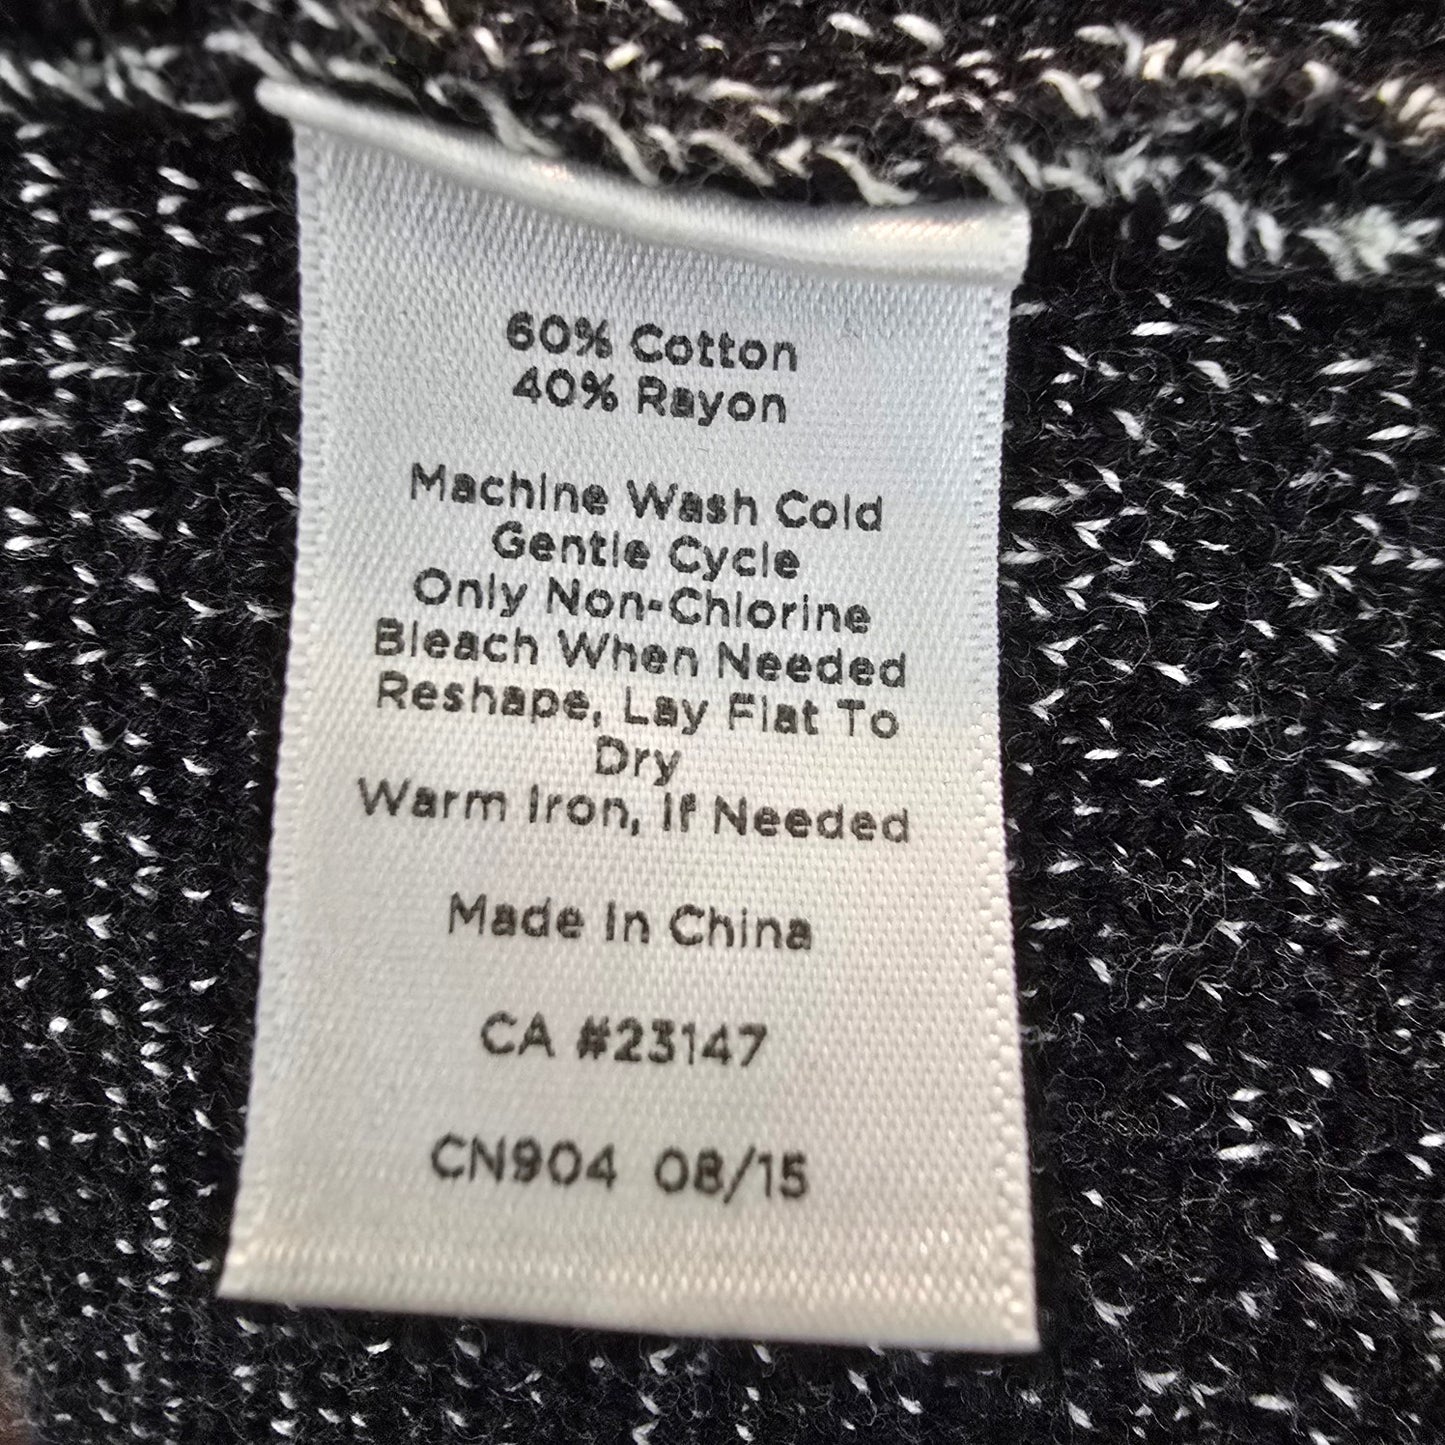 60% Cotton
40% Rayon
Machine Wash Cold
Gentle Cycle
Only Non-Chlorine
Bleach When Needed
Reshape, Lay Flat To
Dry
Warm Iron, If Needed
Made In China
CA #23147
CN904 08/15